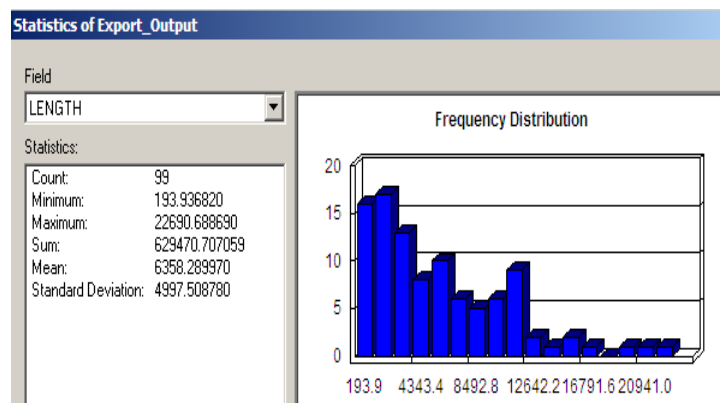 Statistics of Export_Output
Field
LENGTH
Statistics:
Count: 99
Minimum: 193.936820
Maximum: 22690.688690
Sum: 629470.707059
Mean: 6358.289970
Standard Deviation: 4997.508780
Frequency Distribution
20
15
10
5
0
193.9 4343.4 8492.8 12642.2 16791.6 20941.0